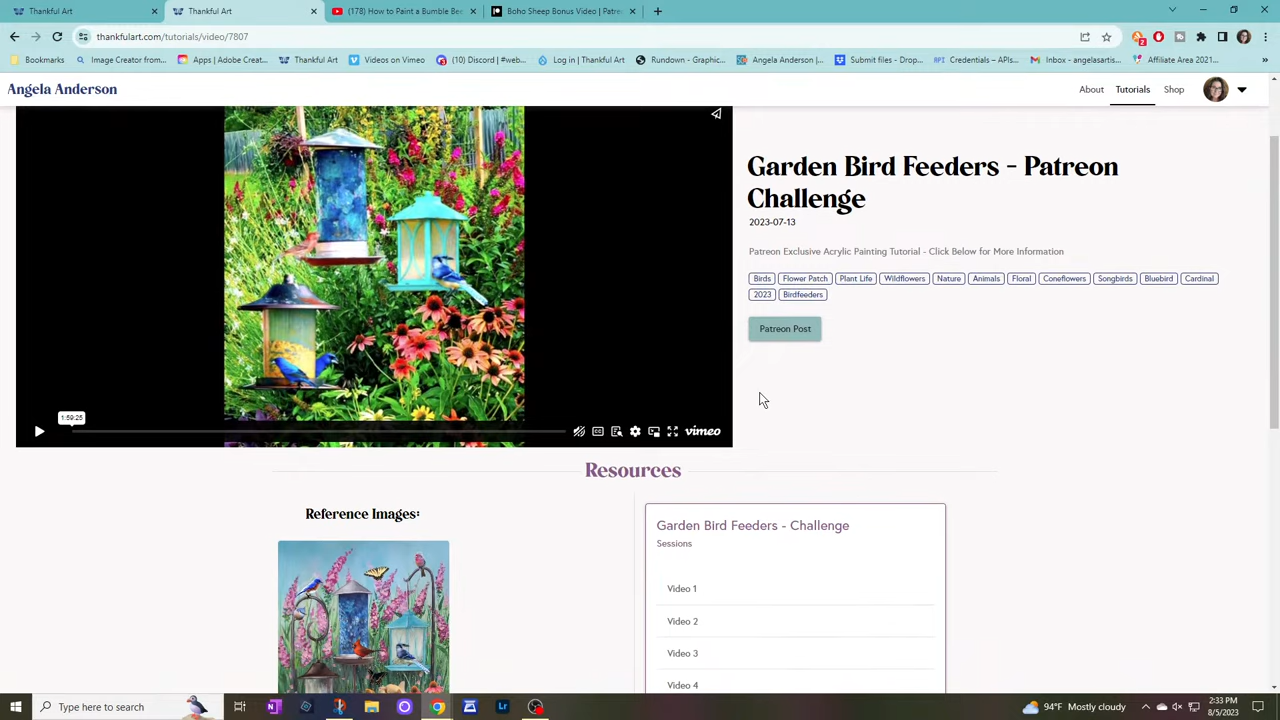 Thankful Art
Thankful Art
(178) How to Paint a Bumble Be
Boho Sheep Bonus Video | Patre
thankfulart.com/tutorials/video/7807
Bookmarks
Image Creator from...
Apps | Adobe Creat...
Thankful Art
Videos on Vimeo
(3) Discord | #web...
Log in | Thankful Art
Rundown - Graphic...
Angela Anderson |...
Submit files - Drop...
Credentials – APIs...
Inbox - angelasartis...
Affiliate Area 2021...
»
Angela Anderson
About
Tutorials
Shop
Garden Bird Feeders - Patreon
Challenge
2023-07-13
Patreon Exclusive Acrylic Painting Tutorial - Click Below for More Information
Birds
Flower Patch
Plant Life
Wildflowers
Nature
Animals
Floral
Coneflowers
Songbirds
Bluebird
Cardinal
2023
Birdfeeders
Patreon Post
1:59:25
CC
vimeo
Resources
Reference Images:
Garden Bird Feeders - Challenge
Sessions
Video 1
Video 2
Video 3
Video 4
Type here to search
94°F Mostly cloudy
2:33 PM
8/5/2023